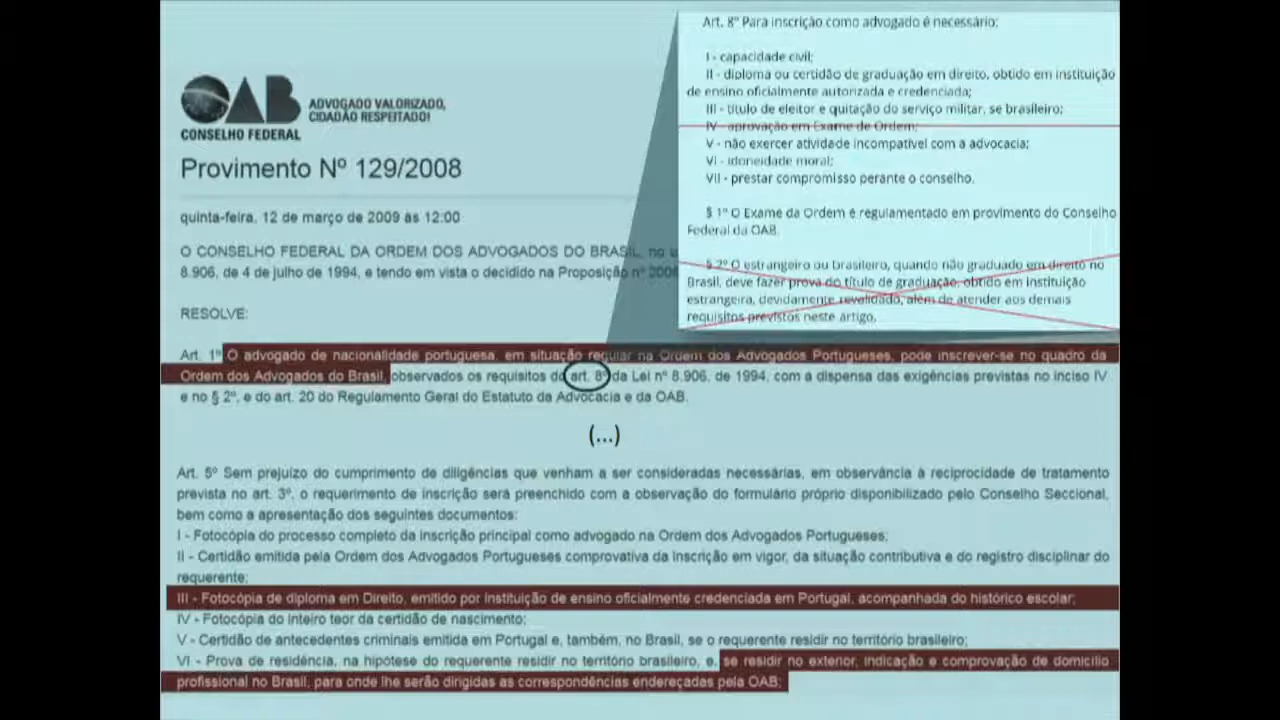 OAB
CONSELHO FEDERAL
ADVOGADO VALORIZADO,
CIDADÃO RESPEITADO!
Provimento Nº 129/2008
quinta-feira, 12 de março de 2009 às 12:00
O CONSELHO FEDERAL DA ORDEM DOS ADVOGADOS DO BRASIL, no
8.906, de 4 de julho de 1994, e tendo em vista o decidido na Proposição nº
RESOLVE:
Art. 8º Para inscrição como advogado é necessário:
I - capacidade civil;
II - diploma ou certidão de graduação em direito, obtido em instituição
de ensino oficialmente autorizada e credenciada;
III - título de eleitor e quitação do serviço militar, se brasileiro;
IV - aprovação em Exame de Ordem;
V - não exercer atividade incompatível com a advocacia;
VI - idoneidade moral;
VII - prestar compromisso perante o conselho.
§ 1º O Exame da Ordem é regulamentado em provimento do Conselho
Federal da OAB.
§ 2º O estrangeiro ou brasileiro, quando não graduado em direito no
Brasil, deve fazer prova do título de graduação, obtido em instituição
estrangeira, devidamente revalidado, além de atender aos demais
requisitos previstos neste artigo.
Art. 1º O advogado de nacionalidade portuguesa, em situação regular na Ordem dos Advogados Portugueses, pode inscrever-se no quadro da
Ordem dos Advogados do Brasil, observados os requisitos do art. 8º da Lei nº 8.906, de 1994, com a dispensa das exigências previstas no inciso IV
e no § 2º, e do art. 20 do Regulamento Geral do Estatuto da Advocacia e da OAB.
(...)
Art. 5º Sem prejuízo do cumprimento de diligências que venham a ser consideradas necessárias, em observância à reciprocidade de tratamento
prevista no art. 3º, o requerimento de inscrição será preenchido com a observação do formulário próprio disponibilizado pelo Conselho Seccional,
bem como a apresentação dos seguintes documentos:
I - Fotocópia do processo completo da inscrição principal como advogado na Ordem dos Advogados Portugueses;
II - Certidão emitida pela Ordem dos Advogados Portugueses comprovativa da inscrição em vigor, da situação contributiva e do registro disciplinar do
requerente;
III - Fotocópia de diploma em Direito, emitido por instituição de ensino oficialmente credenciada em Portugal, acompanhada do histórico escolar;
IV - Fotocópia do inteiro teor da certidão de nascimento;
V - Certidão de antecedentes criminais emitida em Portugal e, também, no Brasil, se o requerente residir no território brasileiro;
VI - Prova de residência, na hipótese do requerente residir no território brasileiro, e, se residir no exterior, indicação e comprovação de domicílio
profissional no Brasil, para onde lhe serão dirigidas as correspondências endereçadas pela OAB;